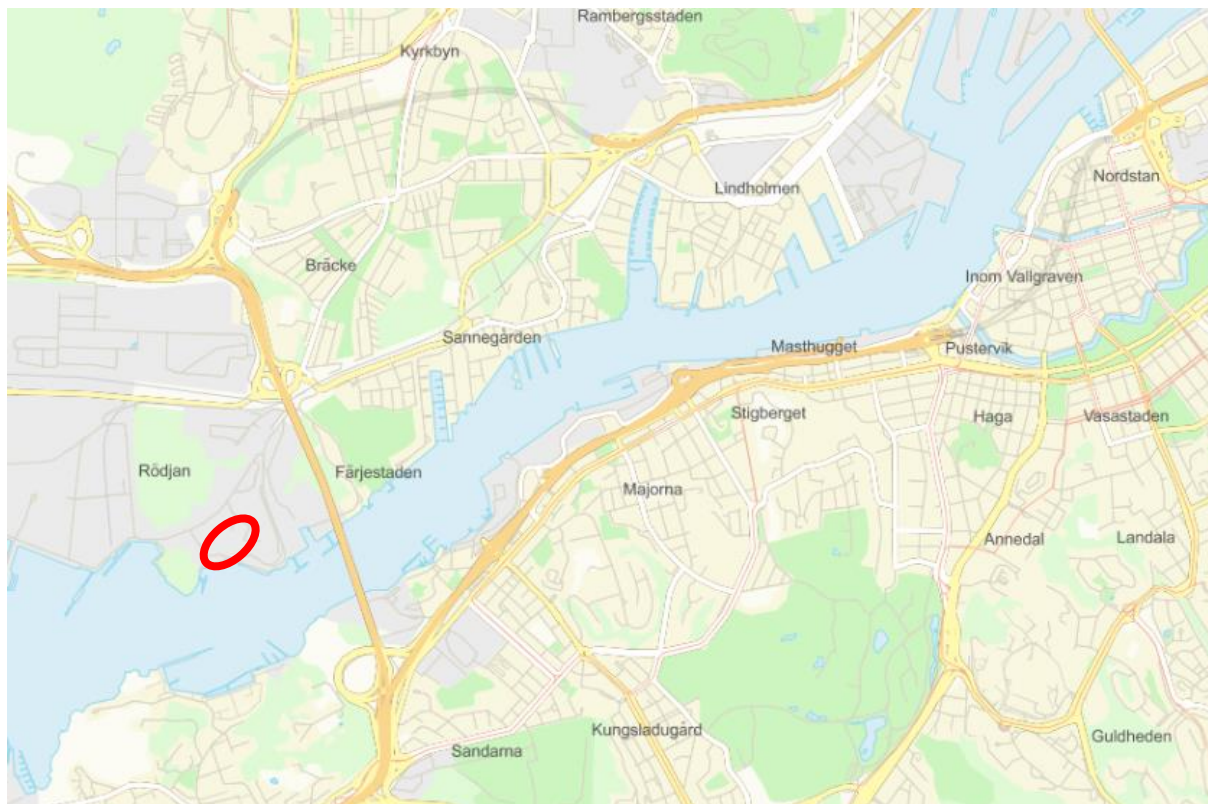 Rambergsstaden
Kyrkbyn
Nordstan
Lindholmen
Bräcke
Inom Vallgraven
Sannegården
Masthugget
Pustervik
Stigberget
Haga
Vasastaden
Rödjan
Färjestaden
Majorna
Annedal
Landala
Kungsladugård
Guldheden
Sandarna